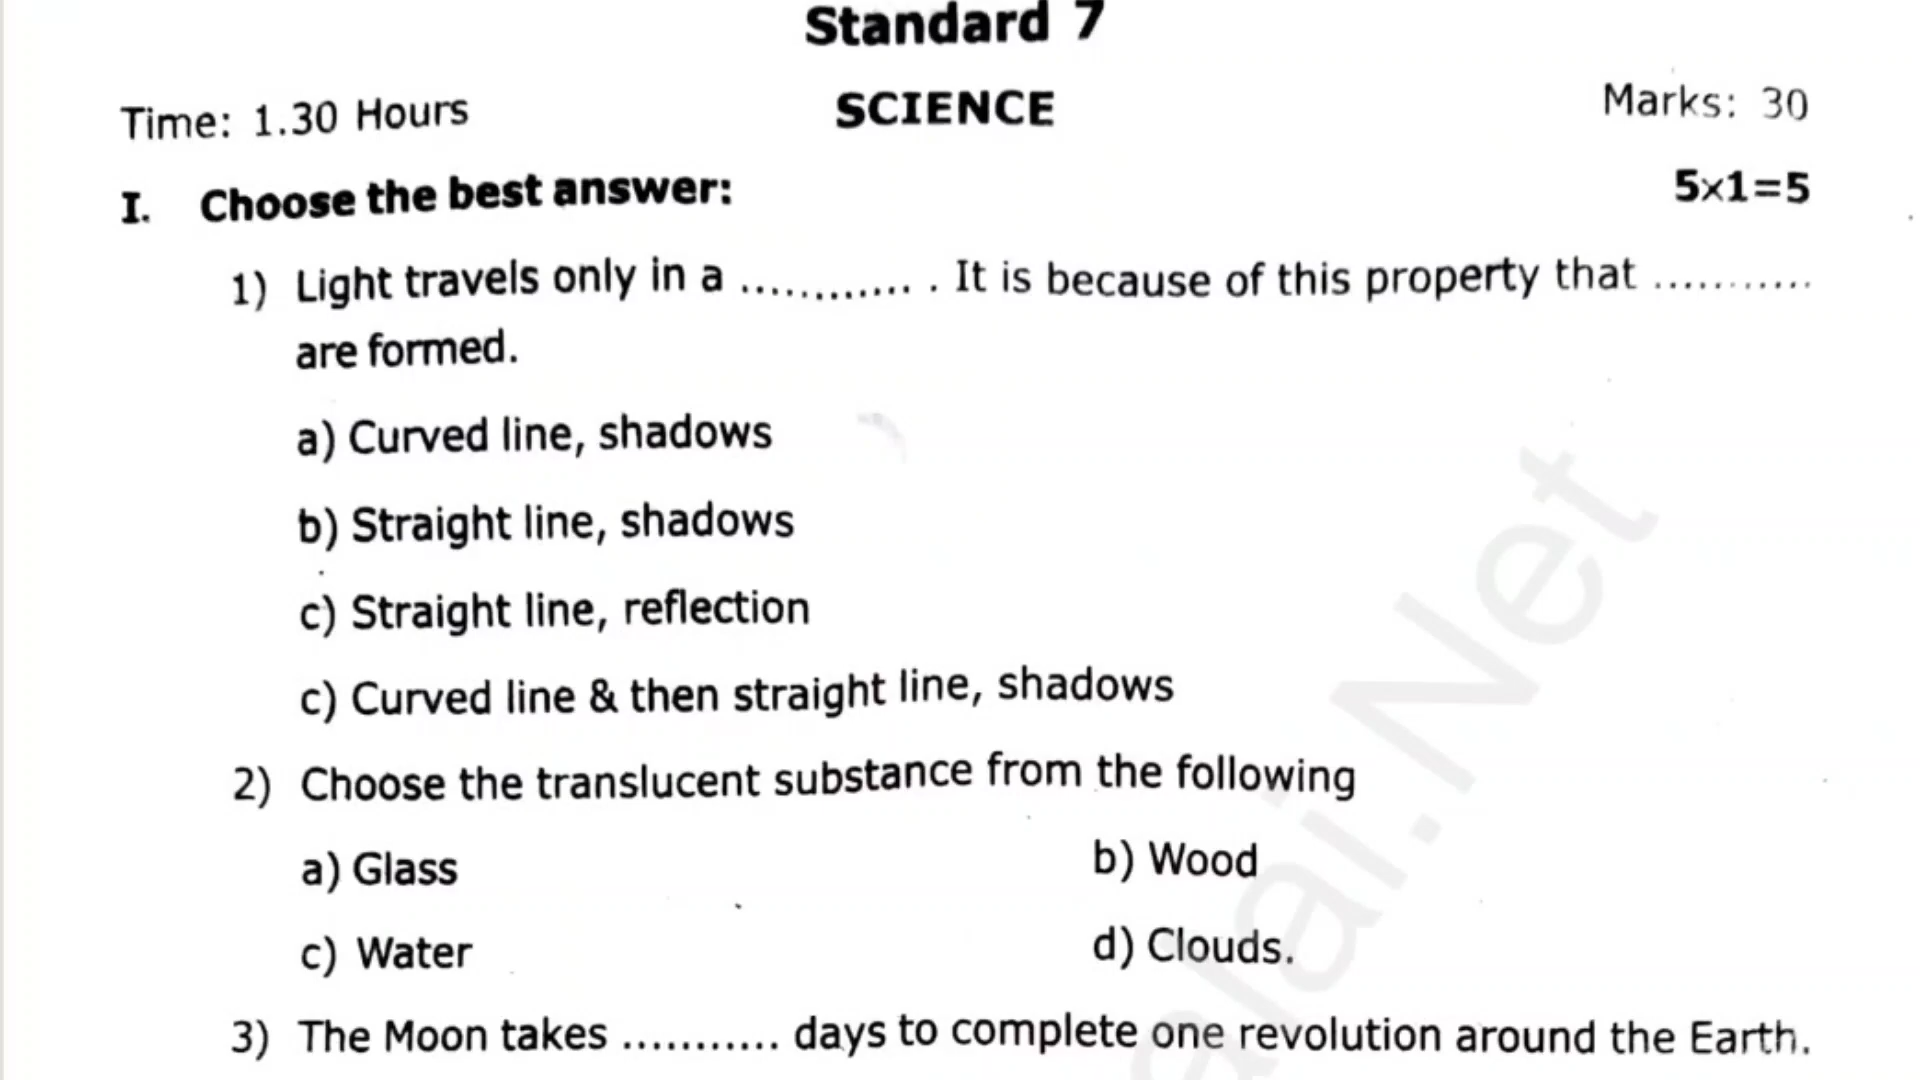 Standard 7
Time: 1.30 Hours SCIENCE Marks: 30
I. Choose the best answer: 5x1=5
1) Light travels only in a ............ . It is because of this property that ...........
are formed.
a) Curved line, shadows
b) Straight line, shadows
c) Straight line, reflection
c) Curved line & then straight line, shadows
2) Choose the translucent substance from the following
a) Glass b) Wood
c) Water d) Clouds.
3) The Moon takes ........... days to complete one revolution around the Earth.
alai.Net